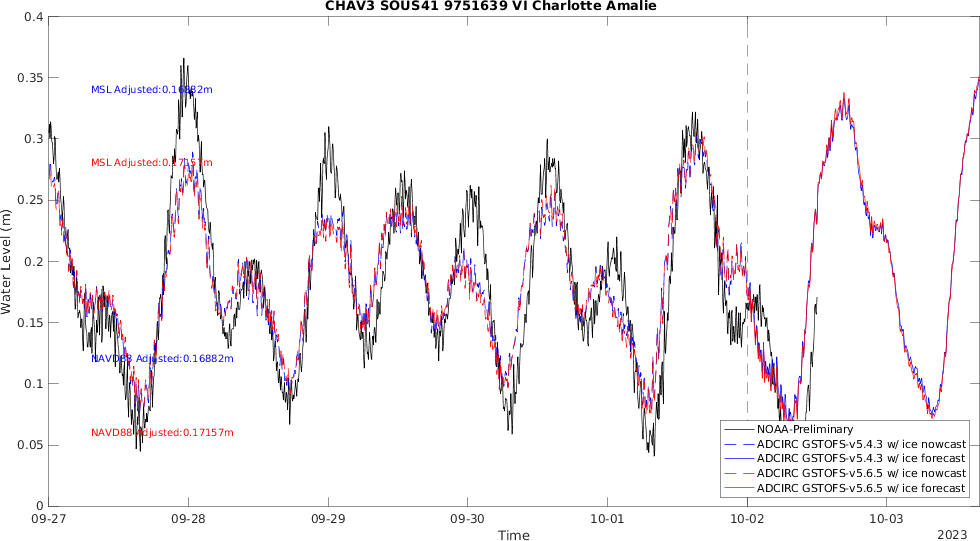 CHAV3 SOUS41 9751639 VI Charlotte Amalie
Water Level (m)
0.4
0.35
0.3
0.25
0.2
0.15
0.1
0.05
0
MSL Adjusted:0.16882m
MSL Adjusted:0.17157m
NAVD88 Adjusted:0.16882m
NAVD88 Adjusted:0.17157m
NOAA-Preliminary
ADCIRC GSTOFS-v5.4.3 w/ ice nowcast
ADCIRC GSTOFS-v5.4.3 w/ ice forecast
ADCIRC GSTOFS-v5.6.5 w/ ice nowcast
ADCIRC GSTOFS-v5.6.5 w/ ice forecast
09-27 09-28 09-29 09-30 10-01 10-02 10-03
Time
2023